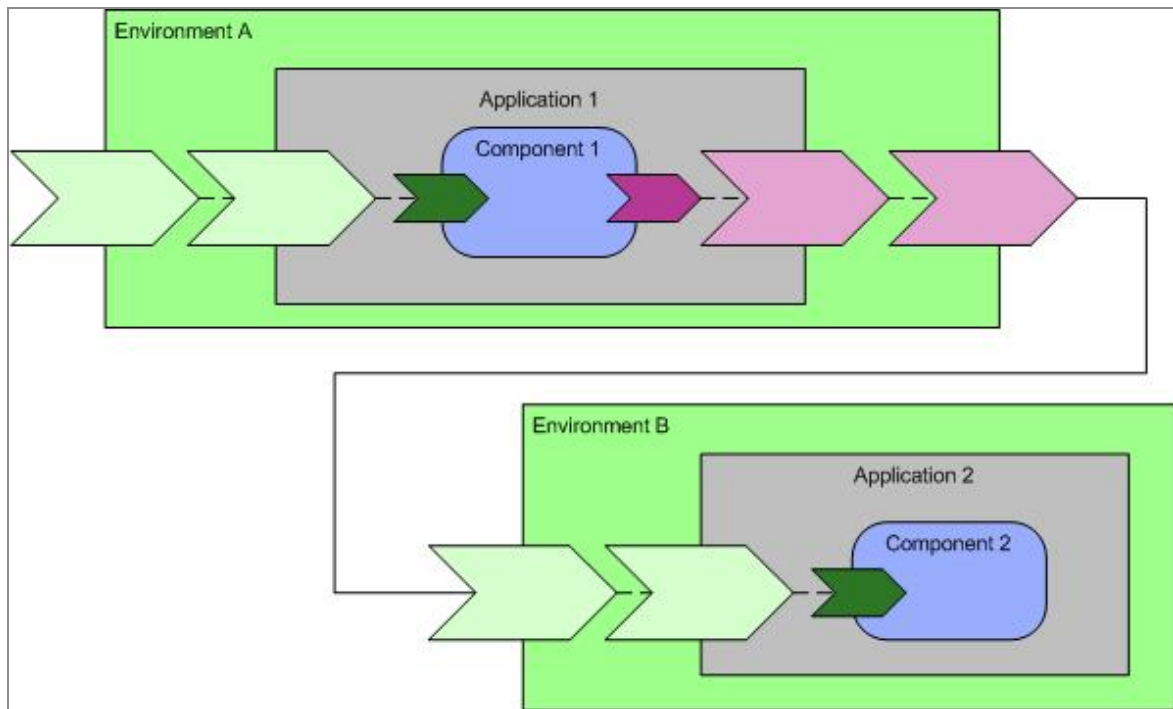 Environment A
Application 1
Component 1
Environment B
Application 2
Component 2